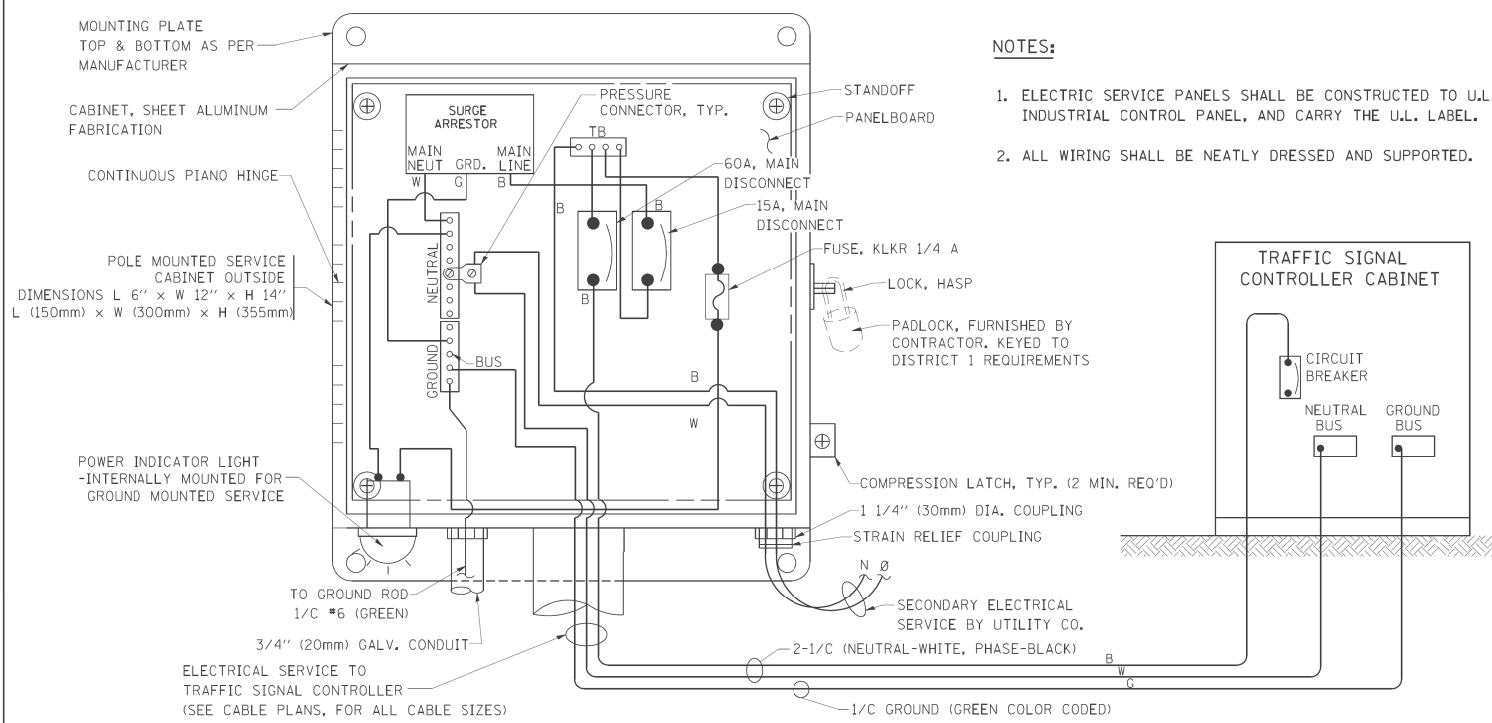 MOUNTING PLATE
TOP & BOTTOM AS PER
MANUFACTURER
CABINET, SHEET ALUMINUM
FABRICATION
CONTINUOUS PIANO HINGE
POLE MOUNTED SERVICE
CABINET OUTSIDE
DIMENSIONS L 6'' × W 12'' × H 14''
L (150mm) × W (300mm) × H (355mm)
POWER INDICATOR LIGHT
-INTERNALLY MOUNTED FOR
GROUND MOUNTED SERVICE
SURGE
ARRESTOR
MAIN
NEUT
GRD.
MAIN
LINE
W
G
B
PRESSURE
CONNECTOR, TYP.
TB
60A, MAIN
DISCONNECT
B
B
15A, MAIN
DISCONNECT
B
FUSE, KLKR 1/4 A
NEUTRAL
GROUND
BUS
B
W
STANDOFF
PANELBOARD
LOCK, HASP
PADLOCK, FURNISHED BY
CONTRACTOR. KEYED TO
DISTRICT 1 REQUIREMENTS
COMPRESSION LATCH, TYP. (2 MIN. REQ'D)
1 1/4'' (30mm) DIA. COUPLING
STRAIN RELIEF COUPLING
N Ø
SECONDARY ELECTRICAL
SERVICE BY UTILITY CO.
TO GROUND ROD
1/C #6 (GREEN)
3/4'' (20mm) GALV. CONDUIT
ELECTRICAL SERVICE TO
TRAFFIC SIGNAL CONTROLLER
(SEE CABLE PLANS, FOR ALL CABLE SIZES)
2-1/C (NEUTRAL-WHITE, PHASE-BLACK)
B
W
G
1/C GROUND (GREEN COLOR CODED)
NOTES:
1. ELECTRIC SERVICE PANELS SHALL BE CONSTRUCTED TO U.L.
INDUSTRIAL CONTROL PANEL, AND CARRY THE U.L. LABEL.
2. ALL WIRING SHALL BE NEATLY DRESSED AND SUPPORTED.
TRAFFIC SIGNAL
CONTROLLER CABINET
CIRCUIT
BREAKER
NEUTRAL
BUS
GROUND
BUS